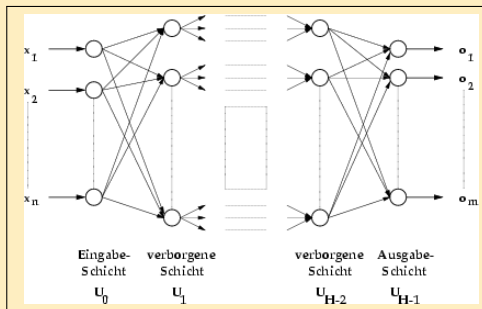 x1
o1
x2
o2
xn
om
Eingabe- verborgene verborgene Ausgabe-
Schicht Schicht Schicht Schicht
U0 U1 UH-2 UH-1